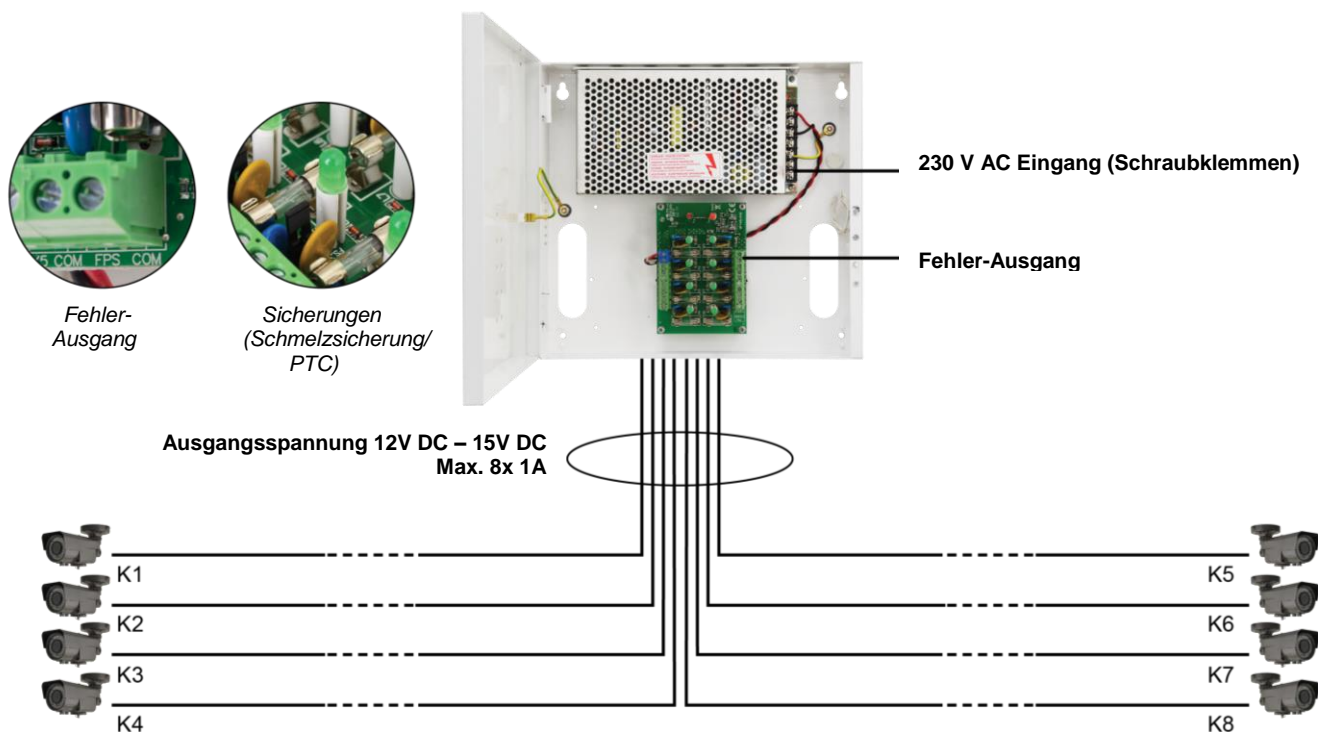 230 V AC Eingang (Schraubklemmen)
Fehler-Ausgang
COM FPS COM
Fehler-
Ausgang
Sicherungen
(Schmelzsicherung/
PTC)
Ausgangsspannung 12V DC – 15V DC
Max. 8x 1A
K1
K2
K3
K4
K5
K6
K7
K8